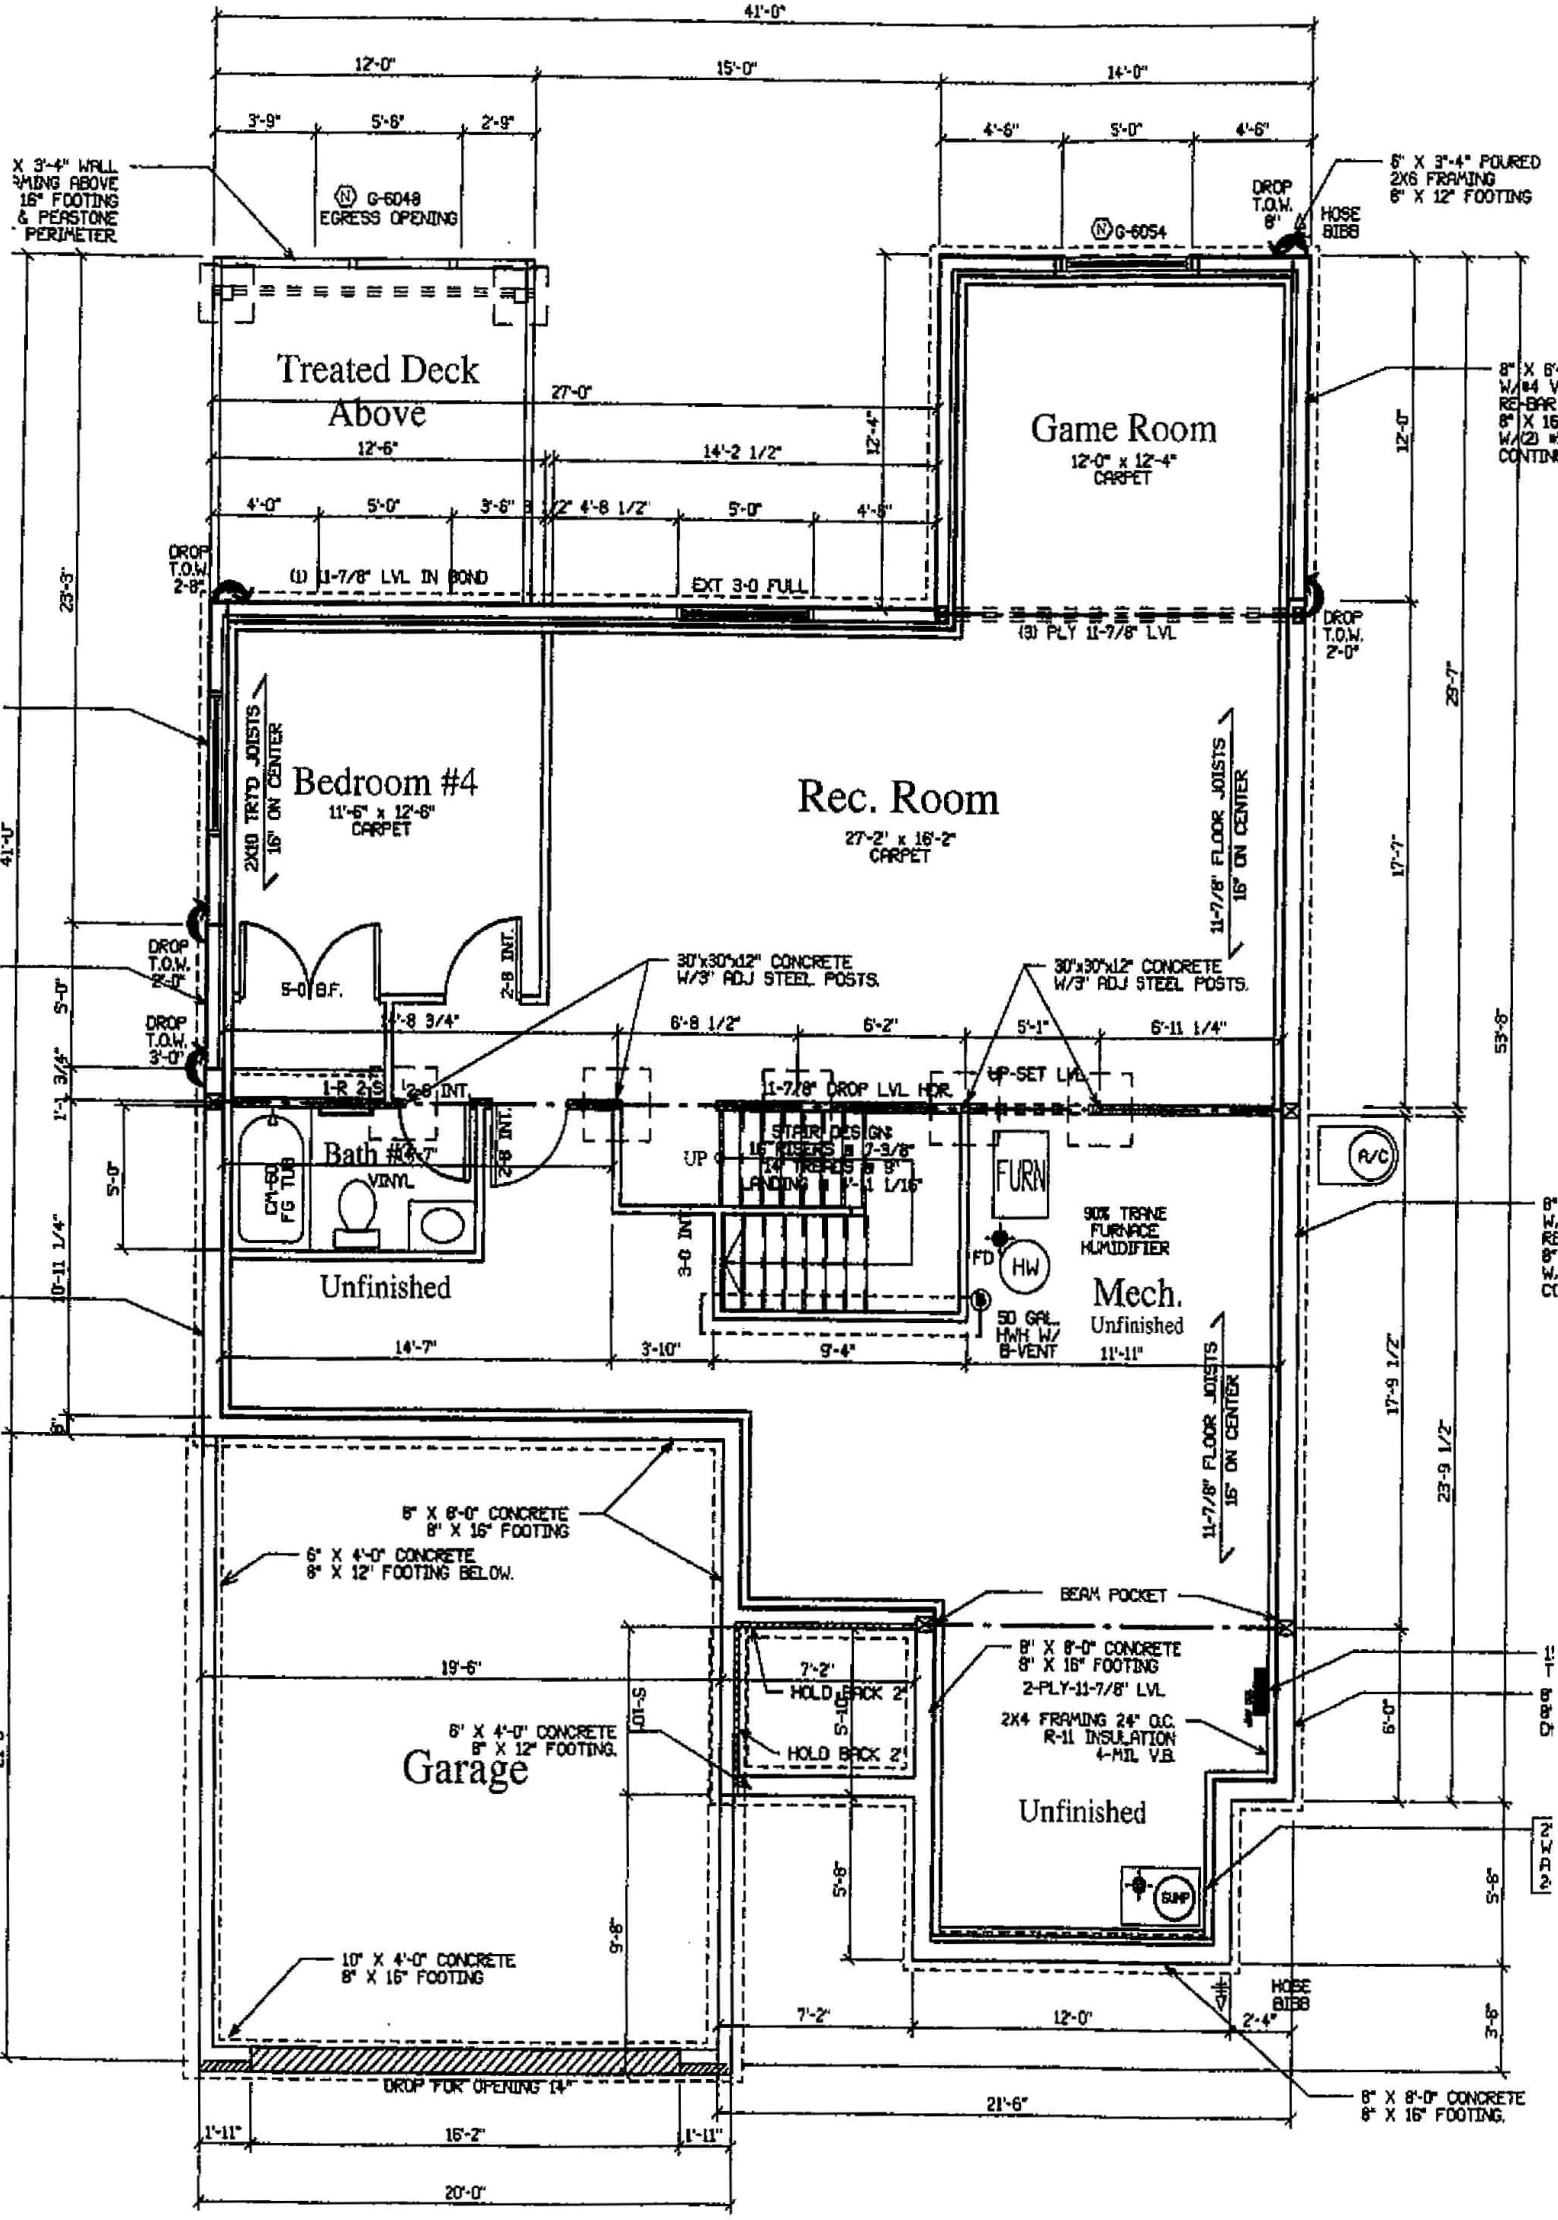 41'-0"
12'-0"
15'-0"
14'-0"
3'-9"
5'-6"
2'-9"
4'-6"
5'-0"
4'-6"
X 3'-4" WALL
16" FOOTING
& PEASTONE
PERIMETER
N G-6048
EGRESS OPENING
N G-6054
DROP
T.O.W.
8"
HOSE
BIBB
6" X 3'-4" POURED
2X6 FRAMING
8" X 12" FOOTING
Treated Deck
Above
27'-0"
12'-6"
14'-2 1/2"
4'-0"
5'-0"
3'-6"
4'-8 1/2"
5'-0"
4'-6"
12'-4"
Game Room
12'-0" x 12'-4"
CARPET
12'-0"
DROP
T.O.W.
2'-8"
(1) 11-7/8" LVL IN BOND
EXT 3-0 FULL
(3) PLY 11-7/8" LVL
DROP
T.O.W.
2'-0"
23'-3"
29'-7"
2X10 TRTD JOISTS
16" ON CENTER
Bedroom #4
11'-6" x 12'-6"
CARPET
Rec. Room
27'-2" x 16'-2"
CARPET
11-7/8" FLOOR JOISTS
16" ON CENTER
17'-7"
41'-0"
DROP
T.O.W.
5'-0"
5-0 B.F.
2-8 INT.
30"x30"x12" CONCRETE
W/3" ADJ STEEL POSTS.
30"x30"x12" CONCRETE
W/3" ADJ STEEL POSTS.
DROP
T.O.W.
3'-0"
6'-8 1/2"
6'-2"
5'-1"
6'-11 1/4"
53'-8"
1'-1 3/4"
1-R 2-S
2-8 INT.
11-7/8" DROP LVL HDR.
UP-SET LVL
2-8 INT.
Bath
VINYL
CM-60
FG TUB
5'-0"
UP
STAIR DESIGN:
16 RISERS @ 7-3/8"
14 TREADS @ 9"
3-0 INT.
FURN
FD
HW
90% TRANE
FURNACE
HUMIDIFIER
A/C
10'-11 1/4"
Unfinished
Mech.
Unfinished
50 GAL.
HWH W/
B-VENT
14'-7"
3'-10"
9'-4"
11'-11"
17'-9 1/2"
11-7/8" FLOOR JOISTS
16" ON CENTER
23'-9 1/2"
8" X 8'-0" CONCRETE
8" X 16" FOOTING
6" X 4'-0" CONCRETE
8" X 12" FOOTING BELOW.
BEAM POCKET
19'-6"
7'-2"
HOLD BACK 2"
5'-10"
5'-10"
HOLD BACK 2"
8" X 8'-0" CONCRETE
8" X 16" FOOTING
2-PLY-11-7/8" LVL
2X4 FRAMING 24" O.C.
R-11 INSULATION
4-MIL V.B.
6'-0"
6" X 4'-0" CONCRETE
8" X 12" FOOTING.
Garage
Unfinished
SUMP
5'-8"
5'-8"
9'-8"
10" X 4'-0" CONCRETE
8" X 16" FOOTING
HOSE
BIBB
7'-2"
12'-0"
2'-4"
3'-8"
DROP FOR OPENING 14"
21'-6"
8" X 8'-0" CONCRETE
8" X 16" FOOTING.
1'-11"
16'-2"
1'-11"
20'-0"